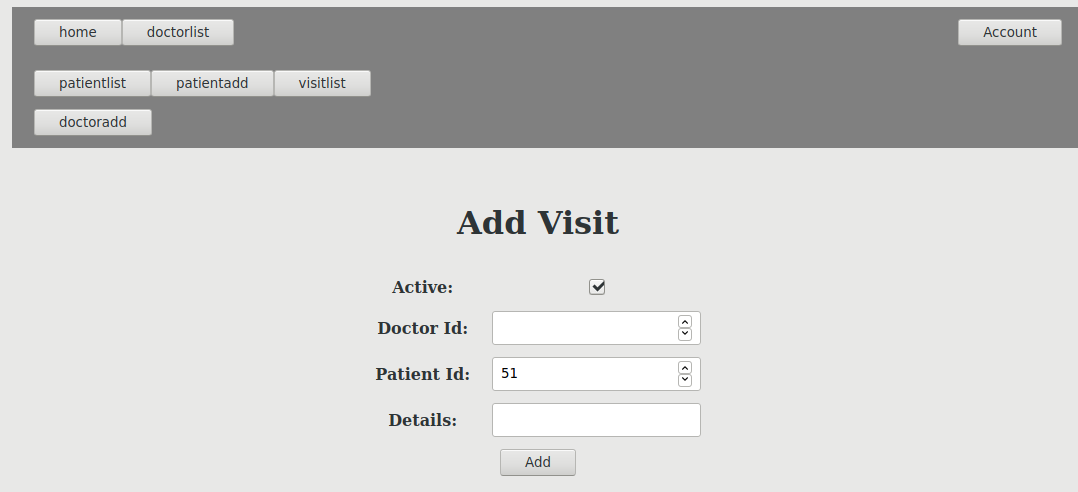 home doctorlist Account
patientlist patientadd visitlist
doctoradd
Add Visit
Active:
Doctor Id:
Patient Id: 51
Details:
Add